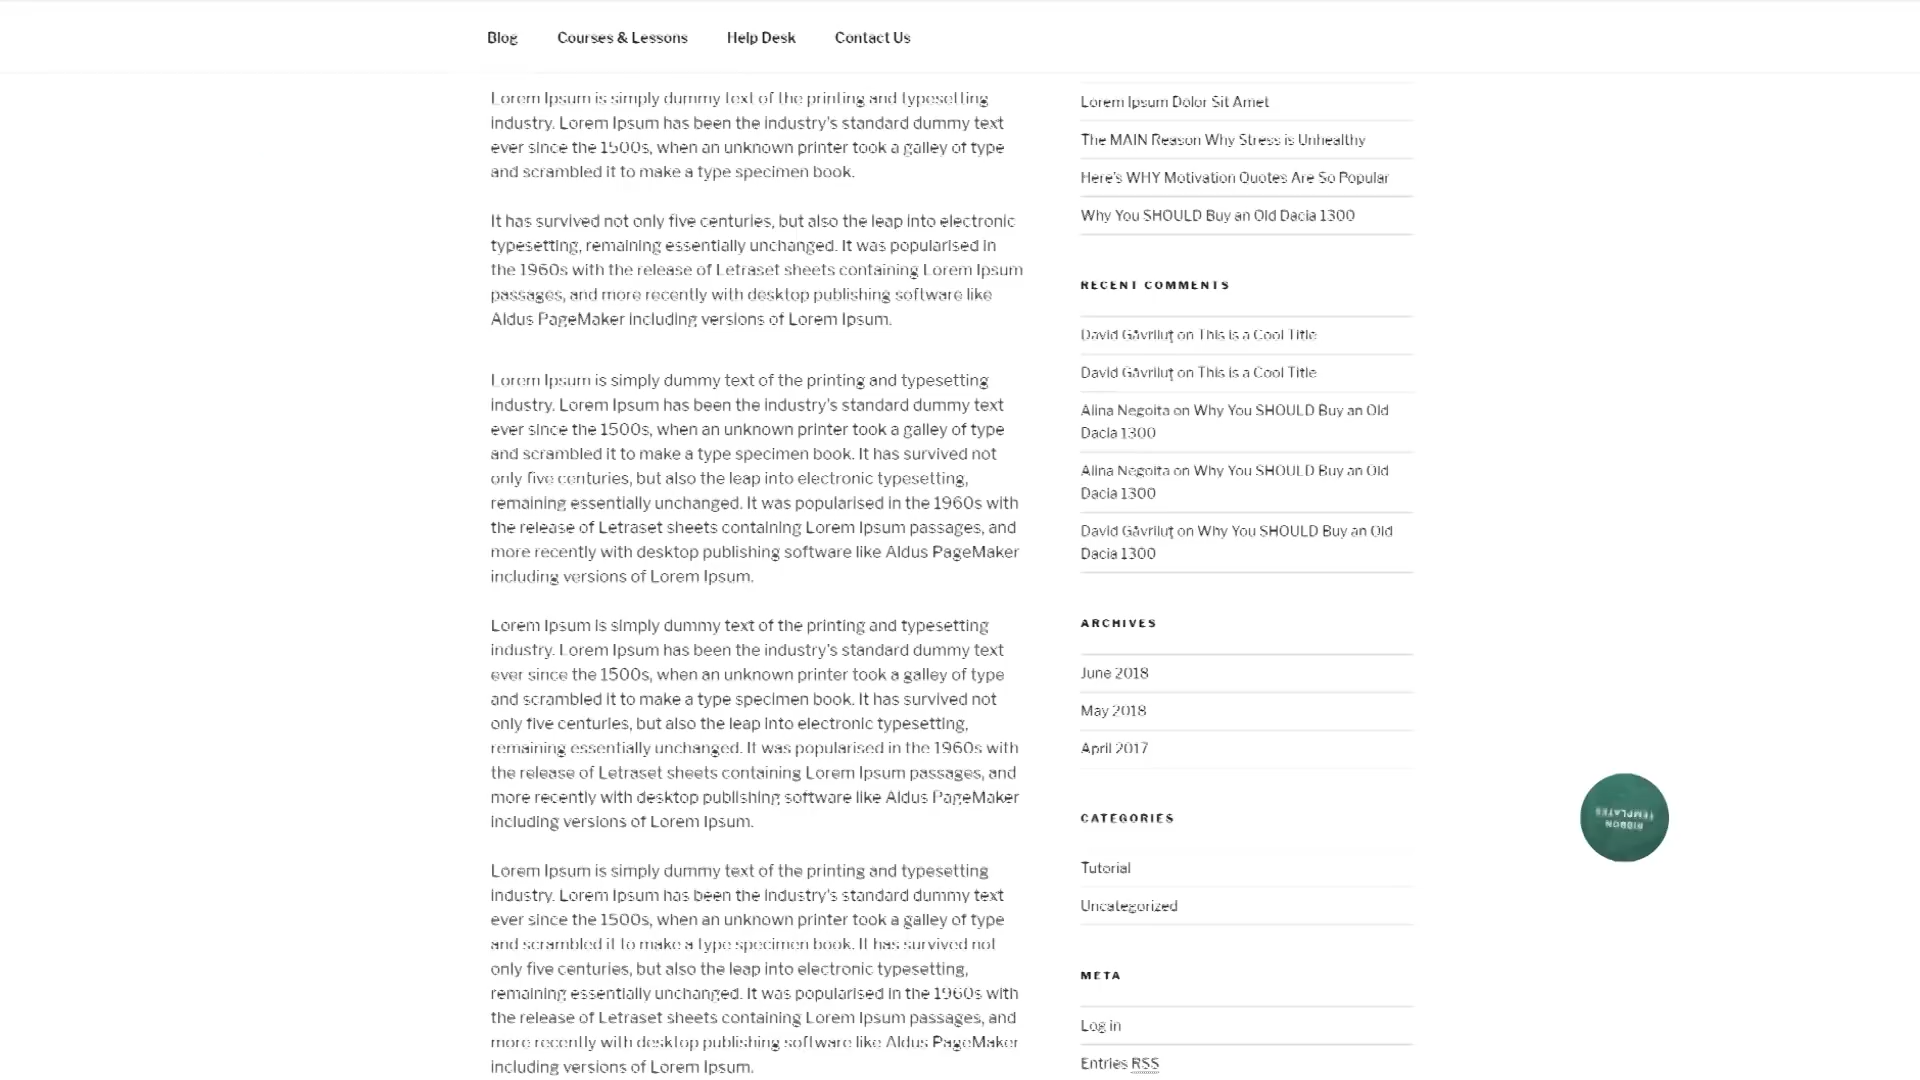 Blog
Courses & Lessons
Help Desk
Contact Us
Lorem Ipsum is simply dummy text of the printing and typesetting
industry. Lorem Ipsum has been the industry's standard dummy text
ever since the 1500s, when an unknown printer took a galley of type
and scrambled it to make a type specimen book.
It has survived not only five centuries, but also the leap into electronic
typesetting, remaining essentially unchanged. It was popularised in
the 1960s with the release of Letraset sheets containing Lorem Ipsum
passages, and more recently with desktop publishing software like
Aldus PageMaker including versions of Lorem Ipsum.
Lorem Ipsum is simply dummy text of the printing and typesetting
industry. Lorem Ipsum has been the industry's standard dummy text
ever since the 1500s, when an unknown printer took a galley of type
and scrambled it to make a type specimen book. It has survived not
only five centuries, but also the leap into electronic typesetting,
remaining essentially unchanged. It was popularised in the 1960s with
the release of Letraset sheets containing Lorem Ipsum passages, and
more recently with desktop publishing software like Aldus PageMaker
including versions of Lorem Ipsum.
Lorem Ipsum is simply dummy text of the printing and typesetting
industry. Lorem Ipsum has been the industry's standard dummy text
ever since the 1500s, when an unknown printer took a galley of type
and scrambled it to make a type specimen book. It has survived not
only five centuries, but also the leap into electronic typesetting,
remaining essentially unchanged. It was popularised in the 1960s with
the release of Letraset sheets containing Lorem Ipsum passages, and
more recently with desktop publishing software like Aldus PageMaker
including versions of Lorem Ipsum.
Lorem Ipsum is simply dummy text of the printing and typesetting
industry. Lorem Ipsum has been the industry's standard dummy text
ever since the 1500s, when an unknown printer took a galley of type
and scrambled it to make a type specimen book. It has survived not
only five centuries, but also the leap into electronic typesetting,
remaining essentially unchanged. It was popularised in the 1960s with
the release of Letraset sheets containing Lorem Ipsum passages, and
more recently with desktop publishing software like Aldus PageMaker
including versions of Lorem Ipsum.
Lorem Ipsum Dolor Sit Amet
The MAIN Reason Why Stress is Unhealthy
Here's WHY Motivation Quotes Are So Popular
Why You SHOULD Buy an Old Dacia 1300
RECENT COMMENTS
David Găvriluț on This is a Cool Title
David Găvriluț on This is a Cool Title
Alina Negoita on Why You SHOULD Buy an Old
Dacia 1300
Alina Negoita on Why You SHOULD Buy an Old
Dacia 1300
David Găvriluț on Why You SHOULD Buy an Old
Dacia 1300
ARCHIVES
June 2018
May 2018
April 2017
CATEGORIES
Tutorial
Uncategorized
META
Log in
Entries RSS
RIBBON
TEMPLATES